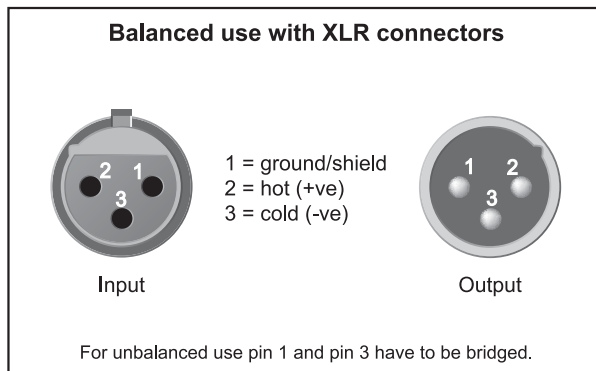 Balanced use with XLR connectors
2 1
3
1 = ground/shield
2 = hot (+ve)
3 = cold (-ve)
1 2
3
Input
Output
For unbalanced use pin 1 and pin 3 have to be bridged.